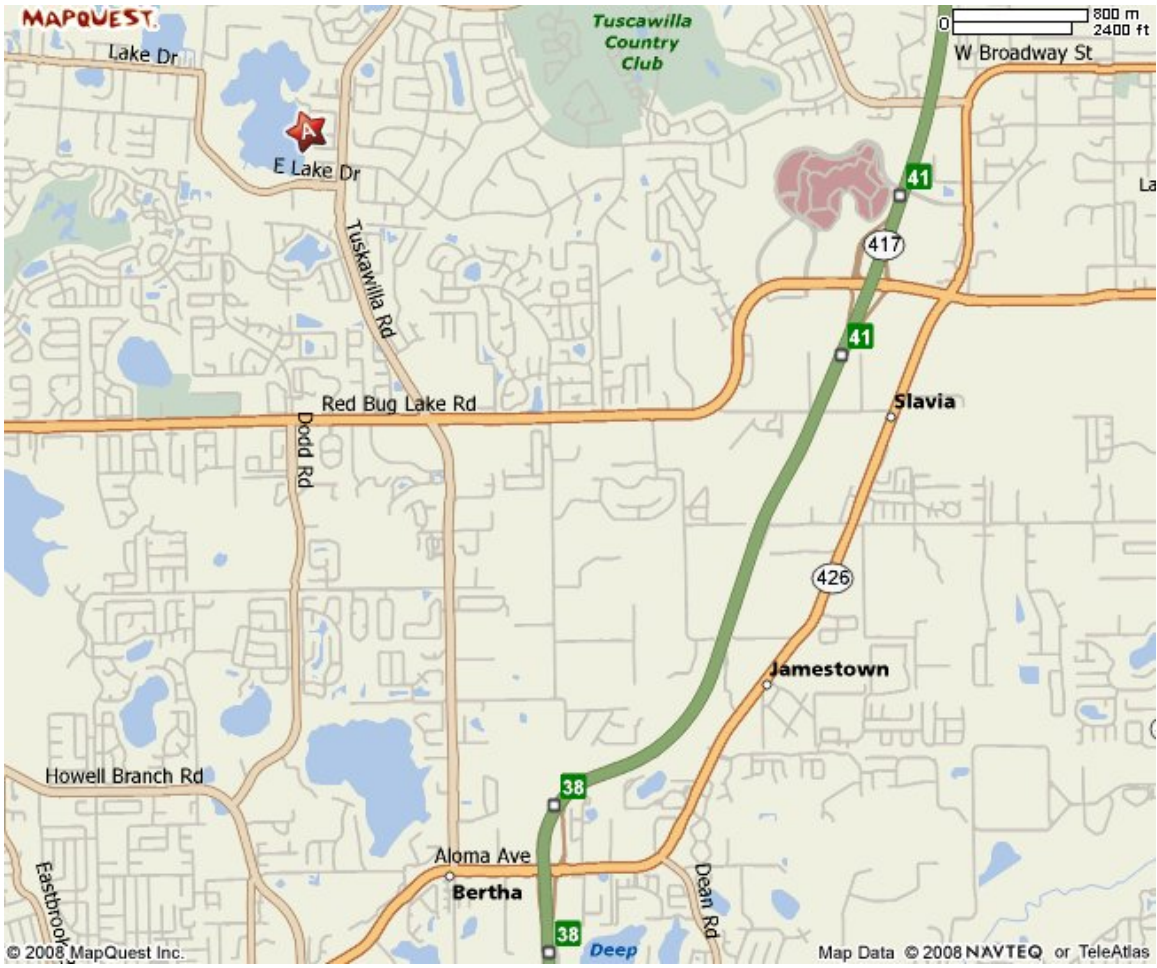 MAPQUEST.
Tuscawilla
Country
Club
0
800 m
2400 ft
W Broadway St
Lake Dr
A
E Lake Dr
41
La
Tuskawilla Rd
417
41
Red Bug Lake Rd
Slavia
Dodd Rd
426
Jamestown
Howell Branch Rd
38
Aloma Ave
Bertha
Eastbrook
Dean Rd
38
Deep
© 2008 MapQuest Inc.
Map Data © 2008 NAVTEQ or TeleAtlas